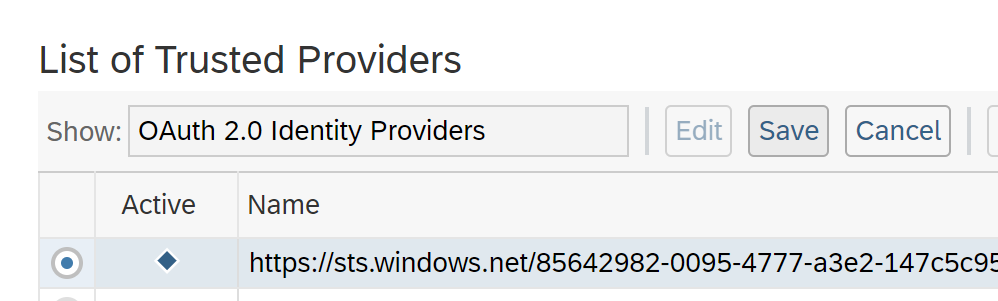 List of Trusted Providers
Show: OAuth 2.0 Identity Providers Edit Save Cancel
Active Name
https://sts.windows.net/85642982-0095-4777-a3e2-147c5c95